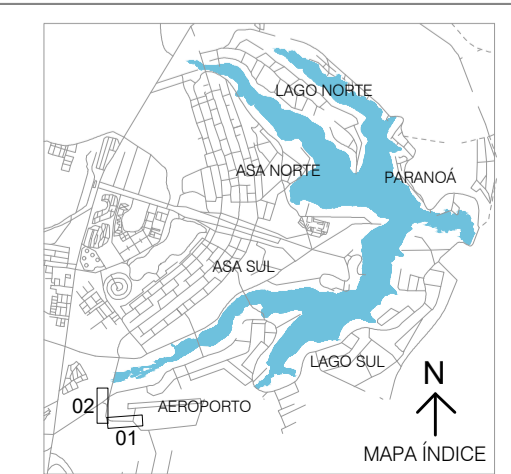 LAGO NORTE
ASA NORTE
PARANOÁ
ASA SUL
LAGO SUL
N
02
AEROPORTO
01
MAPA ÍNDICE